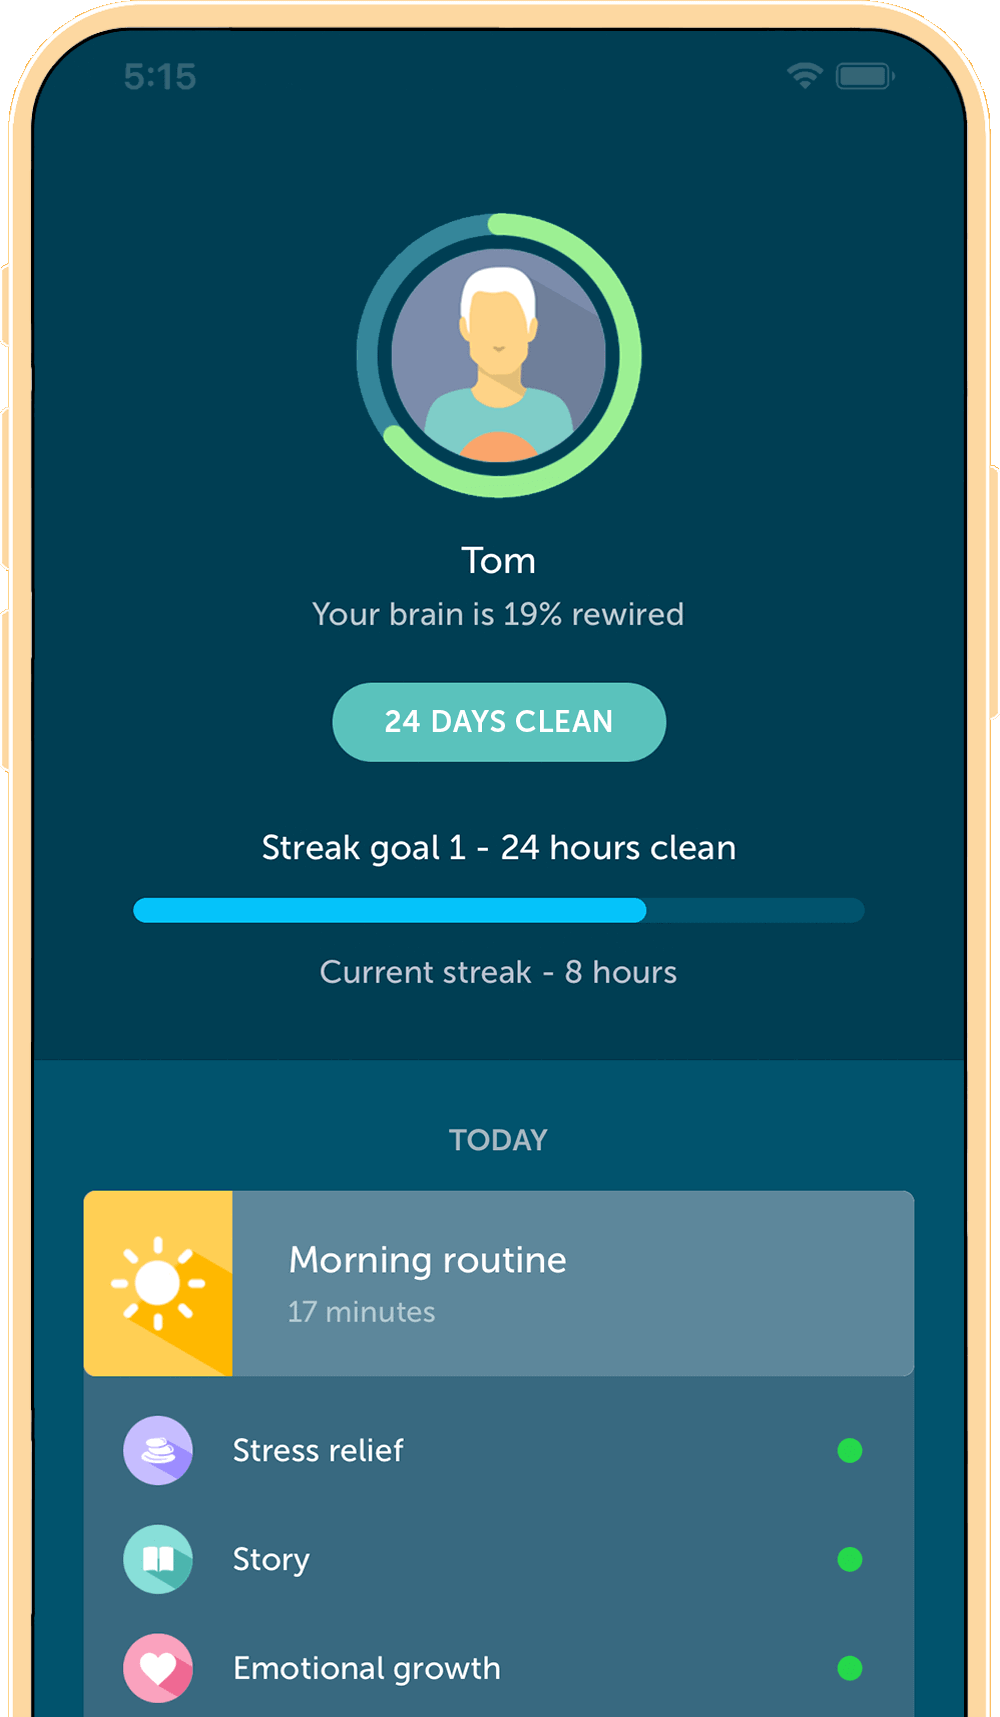 5:15
Tom
Your brain is 19% rewired
24 DAYS CLEAN
Streak goal 1 - 24 hours clean
Current streak - 8 hours
TODAY
Morning routine
17 minutes
Stress relief
Story
Emotional growth